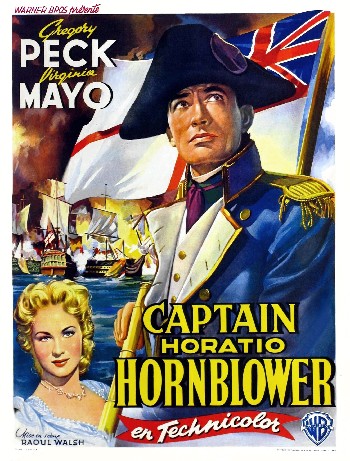 WARNER BROS présente
Gregory
PECK
Virginia
MAYO
CAPTAIN
HORATIO
HORNBLOWER
en Technicolor
Mise en scène
RAOUL WALSH
WB